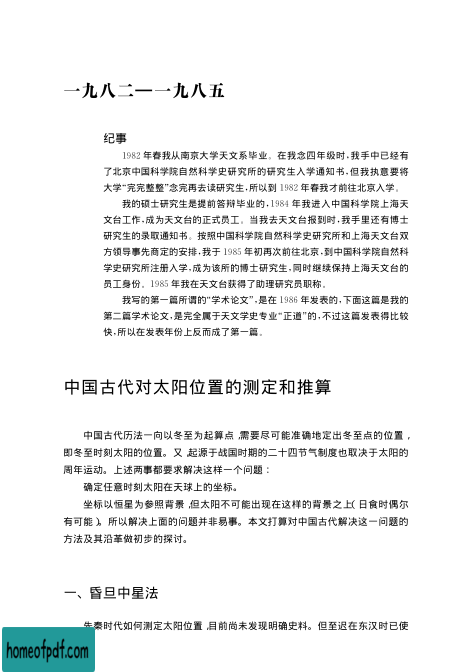 一九八二—一九八五
纪事
1982 年春我从南京大学天文系毕业。在我念四年级时,我手中已经有
了北京中国科学院自然科学史研究所的研究生入学通知书,但我执意要将
大学“完完整整”念完再去读研究生,所以到 1982 年春我才前往北京入学。
我的硕士研究生是提前答辩毕业的,1984 年我进入中国科学院上海天
文台工作,成为天文台的正式员工。当我去天文台报到时,我手里还有博士
研究生的录取通知书。按照中国科学院自然科学史研究所和上海天文台双
方领导事先商定的安排,我于 1985 年初再次前往北京,到中国科学院自然科
学史研究所注册入学,成为该所的博士研究生,同时继续保持上海天文台的
员工身份。1985 年我在天文台获得了助理研究员职称。
我写的第一篇所谓的“学术论文”,是在 1986 年发表的,下面这篇是我的
第二篇学术论文,是完全属于天文学史专业“正道”的,不过这篇发表得比较
快,所以在发表年份上反而成了第一篇。
中国古代对太阳位置的测定和推算
中国古代历法一向以冬至为起算点,需要尽可能准确地定出冬至点的位置,
即冬至时刻太阳的位置。又,起源于战国时期的二十四节气制度也取决于太阳的
周年运动。上述两事都要求解决这样一个问题:
确定任意时刻太阳在天球上的坐标。
坐标以恒星为参照背景,但太阳不可能出现在这样的背景之上(日食时偶尔
有可能)。所以解决上面的问题并非易事。本文打算对中国古代解决这一问题的
方法及其沿革做初步的探讨。
一、昏旦中星法
先秦时代如何测定太阳位置,目前尚未发现明确史料。但至迟在东汉时已使
homeofpdf.com